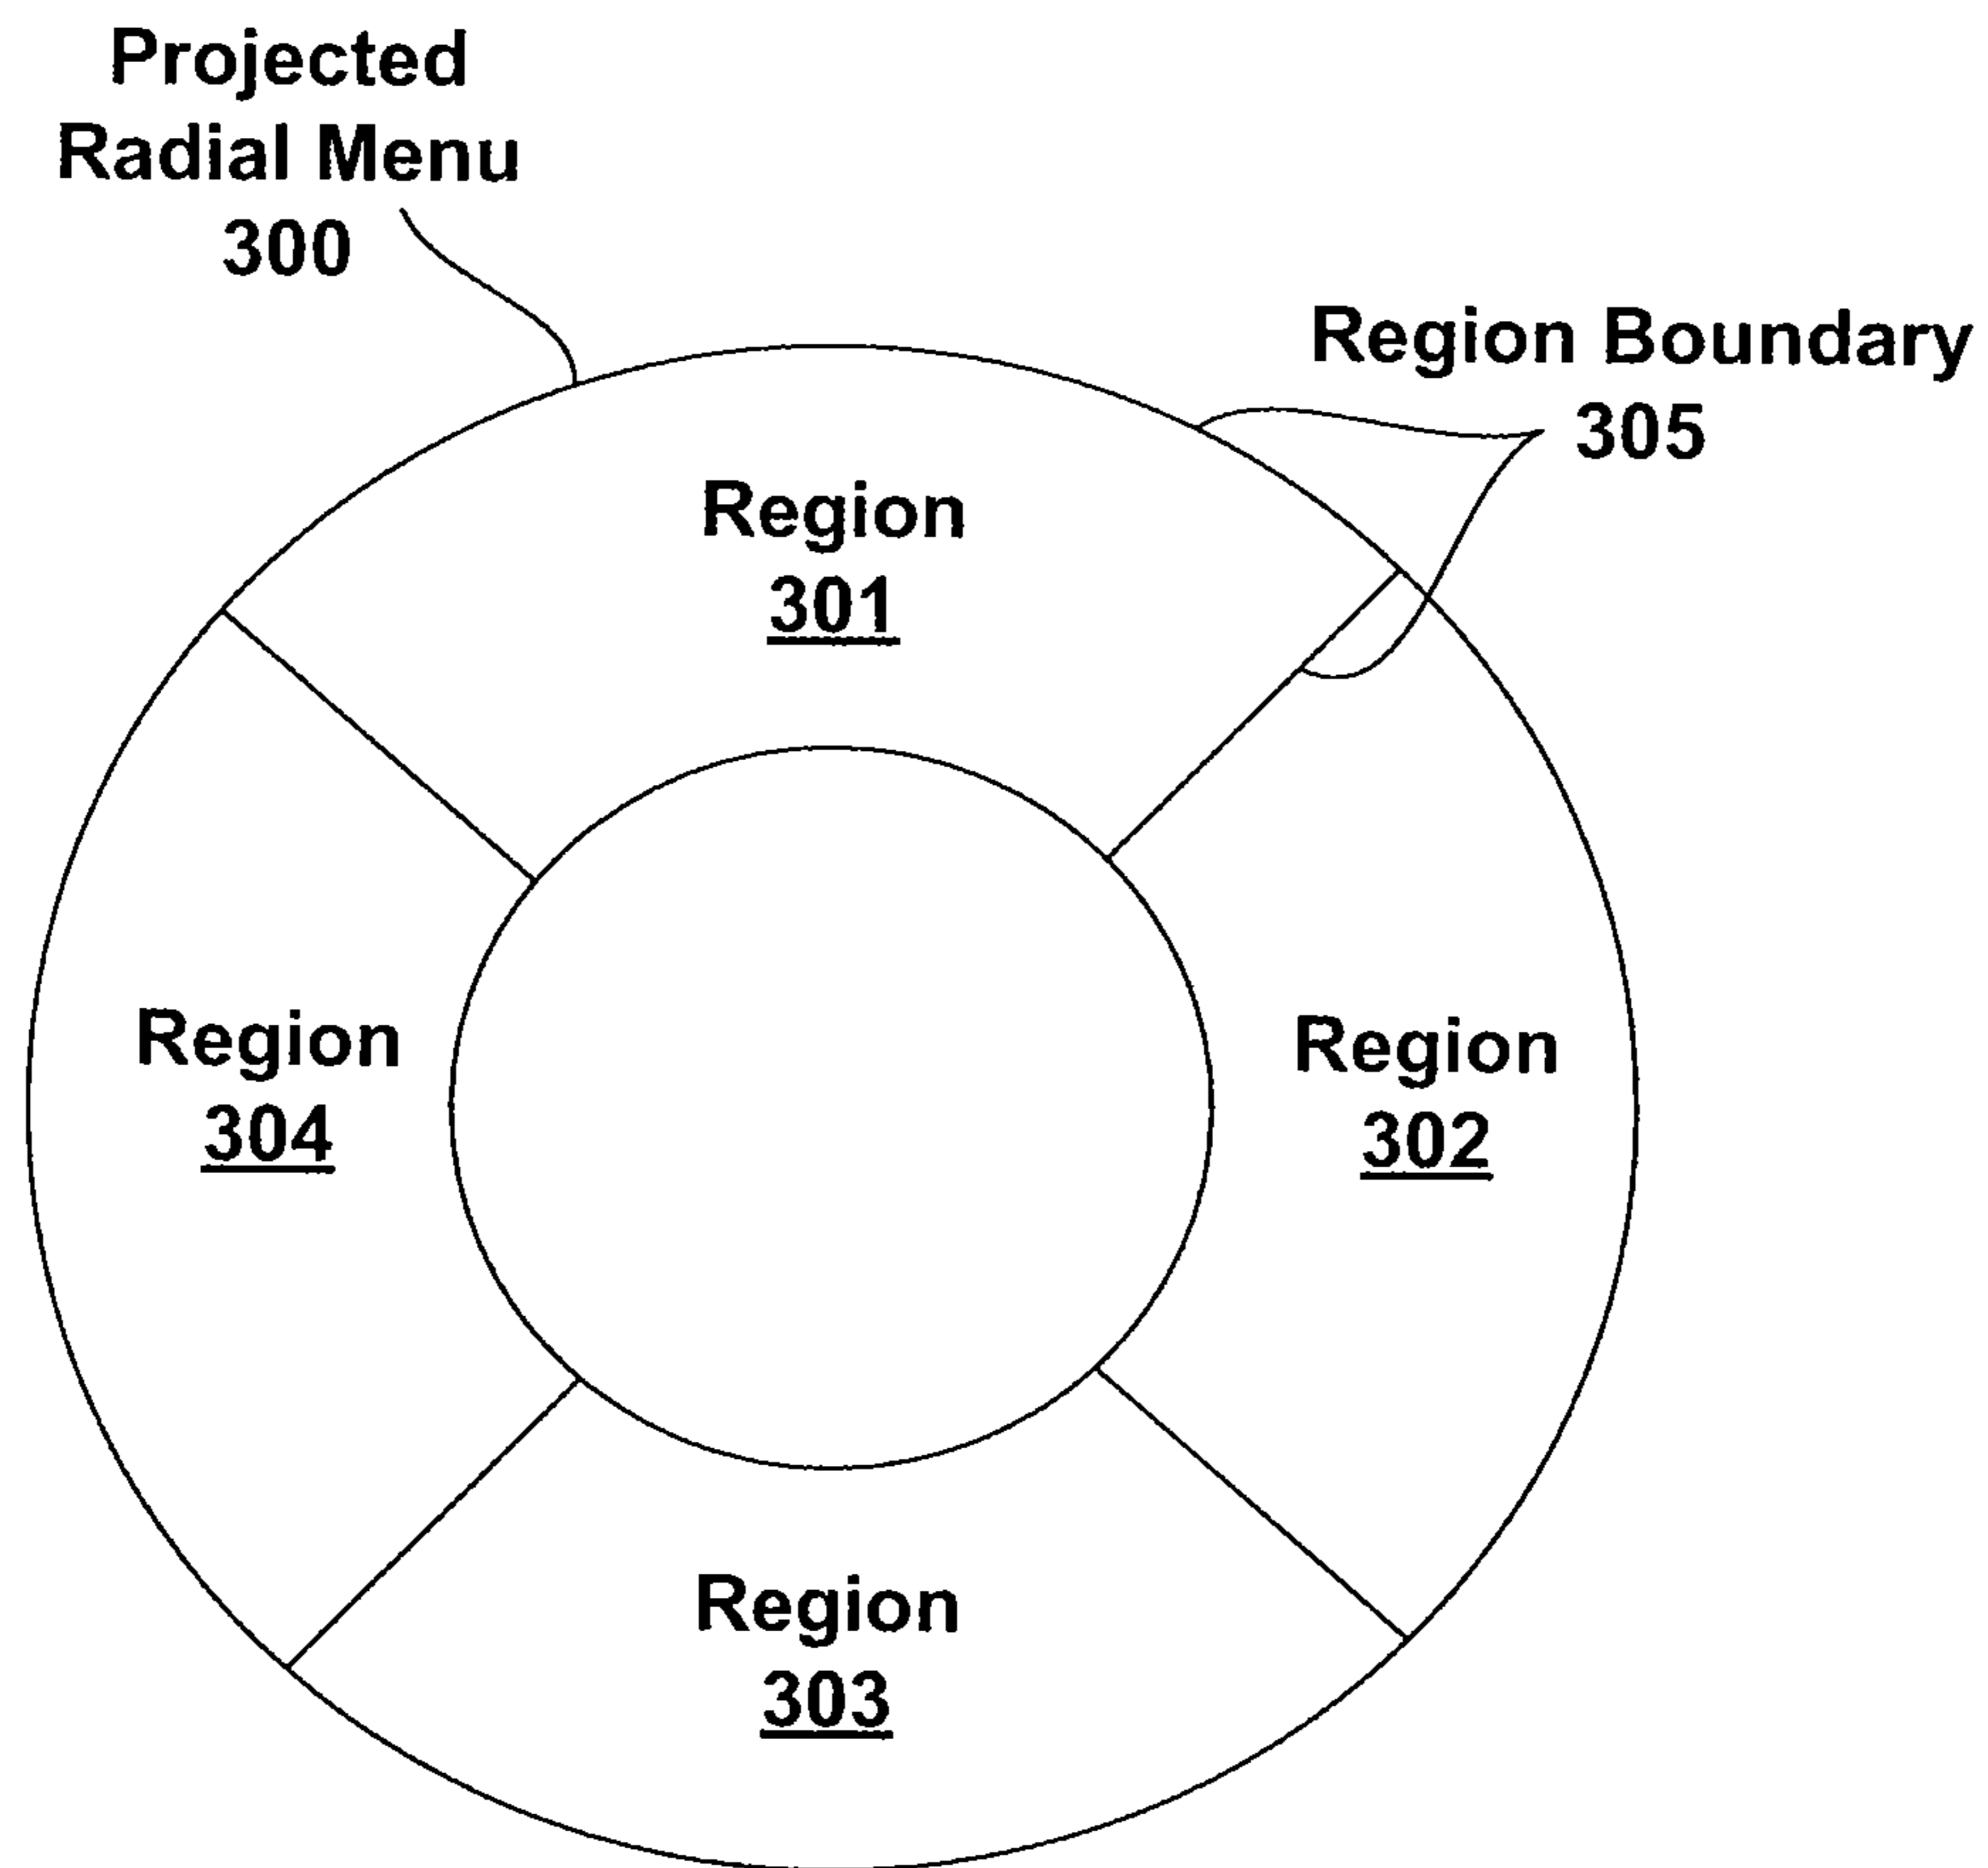 Projected
Radial Menu
300
Region Boundary
305
Region
301
Region
304
Region
302
Region
303